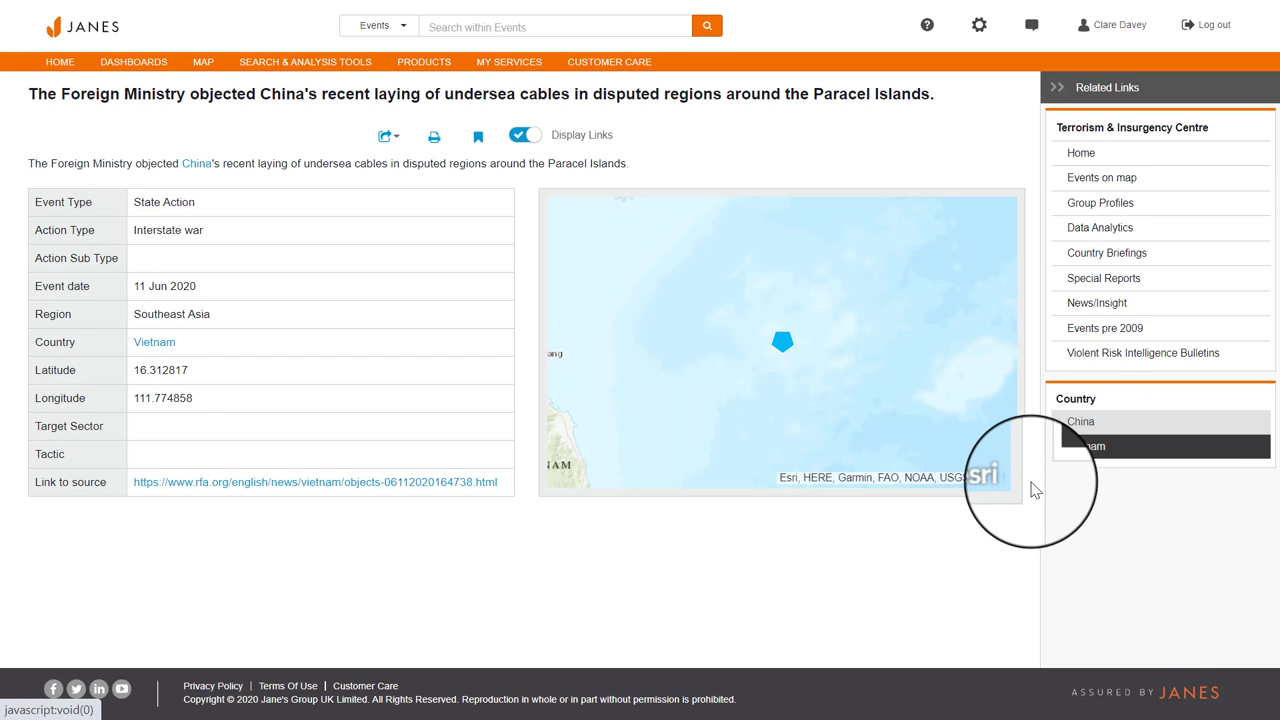 JANES
Events
Search within Events
Clare Davey
Log out
HOME
DASHBOARDS
MAP
SEARCH & ANALYSIS TOOLS
PRODUCTS
MY SERVICES
CUSTOMER CARE
The Foreign Ministry objected China's recent laying of undersea cables in disputed regions around the Paracel Islands.
Display Links
The Foreign Ministry objected China's recent laying of undersea cables in disputed regions around the Paracel Islands.
Event Type State Action
Action Type Interstate war
Action Sub Type
Event date 11 Jun 2020
Region Southeast Asia
Country Vietnam
Latitude 16.312817
Longitude 111.774858
Target Sector
Tactic
Link to source https://www.rfa.org/english/news/vietnam/objects-06112020164738.html
ang
NAM
Esri, HERE, Garmin, FAO, NOAA, USGS
sri
Related Links
Terrorism & Insurgency Centre
Home
Events on map
Group Profiles
Data Analytics
Country Briefings
Special Reports
News/Insight
Events pre 2009
Violent Risk Intelligence Bulletins
Country
China
nam
Privacy Policy | Terms Of Use | Customer Care
Copyright © 2020 Jane's Group UK Limited. All Rights Reserved. Reproduction in whole or in part without permission is prohibited.
ASSURED BY JANES
javascript:void(0)